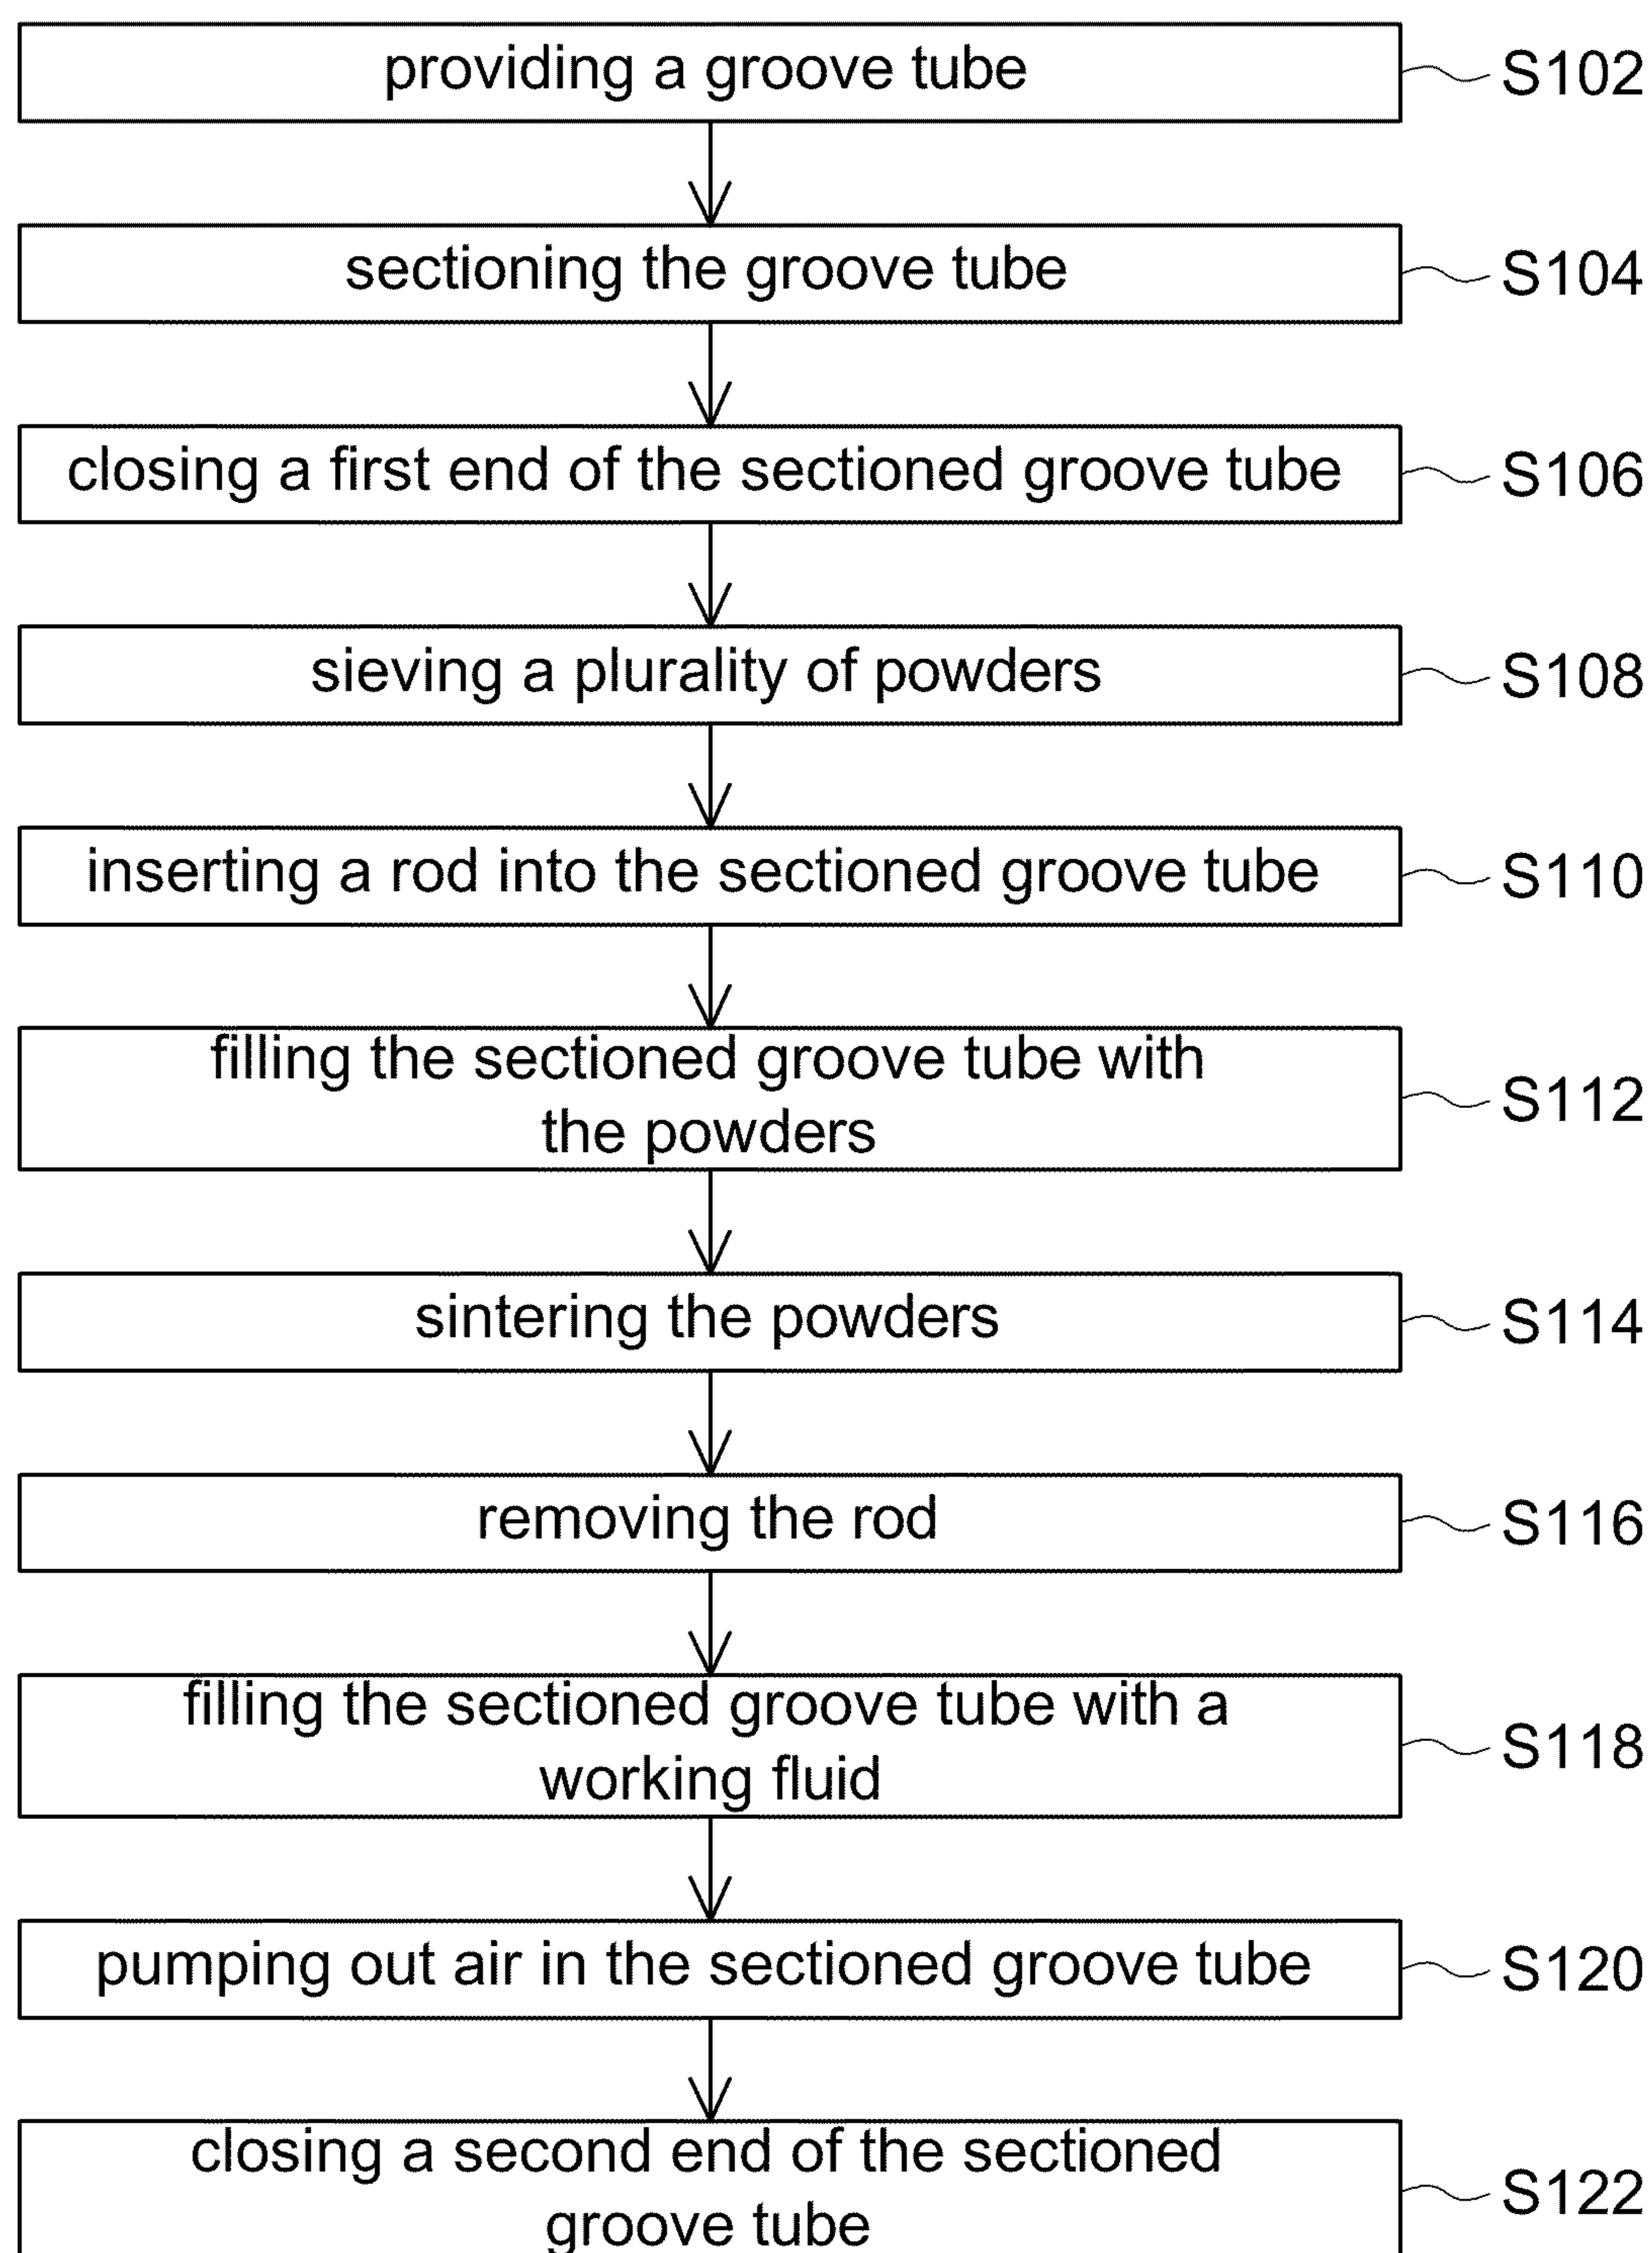 providing a groove tube S102
sectioning the groove tube S104
closing a first end of the sectioned groove tube S106
sieving a plurality of powders S108
inserting a rod into the sectioned groove tube S110
filling the sectioned groove tube with
the powders
S112
sintering the powders S114
removing the rod S116
filling the sectioned groove tube with a
working fluid
S118
pumping out air in the sectioned groove tube S120
closing a second end of the sectioned
groove tube
S122